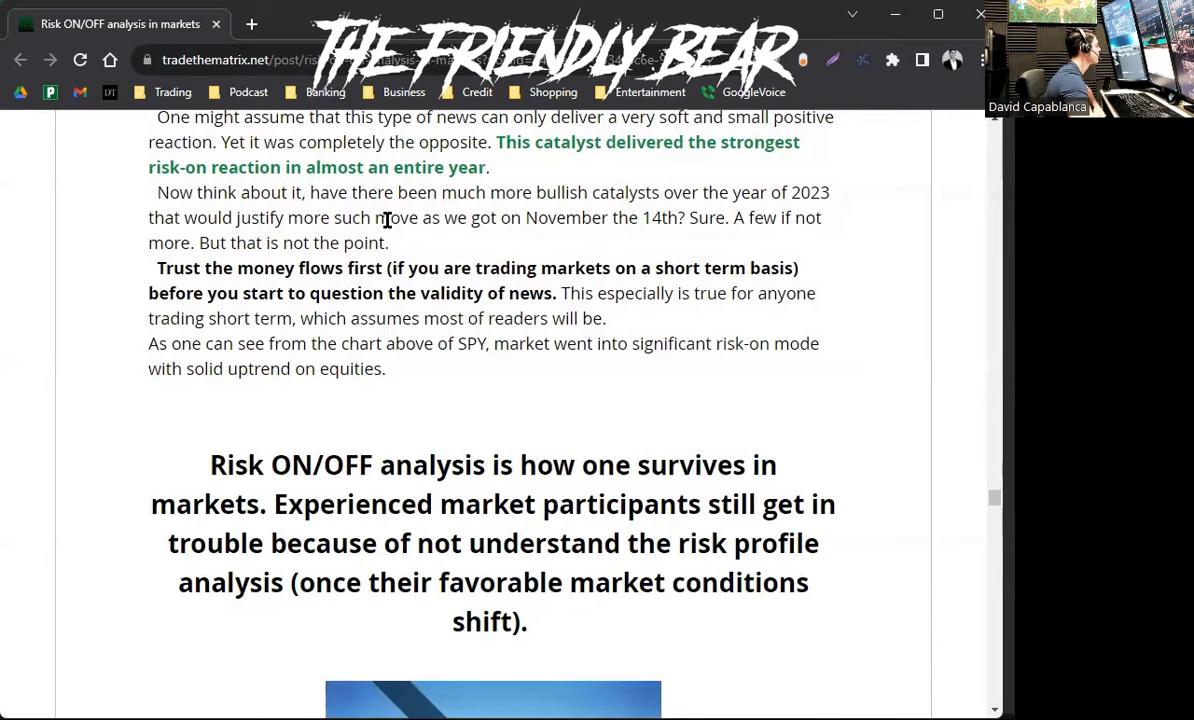 Risk ON/OFF analysis in markets
THE FRIENDLY BEAR
tradethematrix.net/post/ris
Trading
Podcast
Banking
Business
Credit
Shopping
Entertainment
GoogleVoice
David Capablanca
One might assume that this type of news can only deliver a very soft and small positive
reaction. Yet it was completely the opposite. This catalyst delivered the strongest
risk-on reaction in almost an entire year.
Now think about it, have there been much more bullish catalysts over the year of 2023
that would justify more such move as we got on November the 14th? Sure. A few if not
more. But that is not the point.
Trust the money flows first (if you are trading markets on a short term basis)
before you start to question the validity of news. This especially is true for anyone
trading short term, which assumes most of readers will be.
As one can see from the chart above of SPY, market went into significant risk-on mode
with solid uptrend on equities.
Risk ON/OFF analysis is how one survives in
markets. Experienced market participants still get in
trouble because of not understand the risk profile
analysis (once their favorable market conditions
shift).